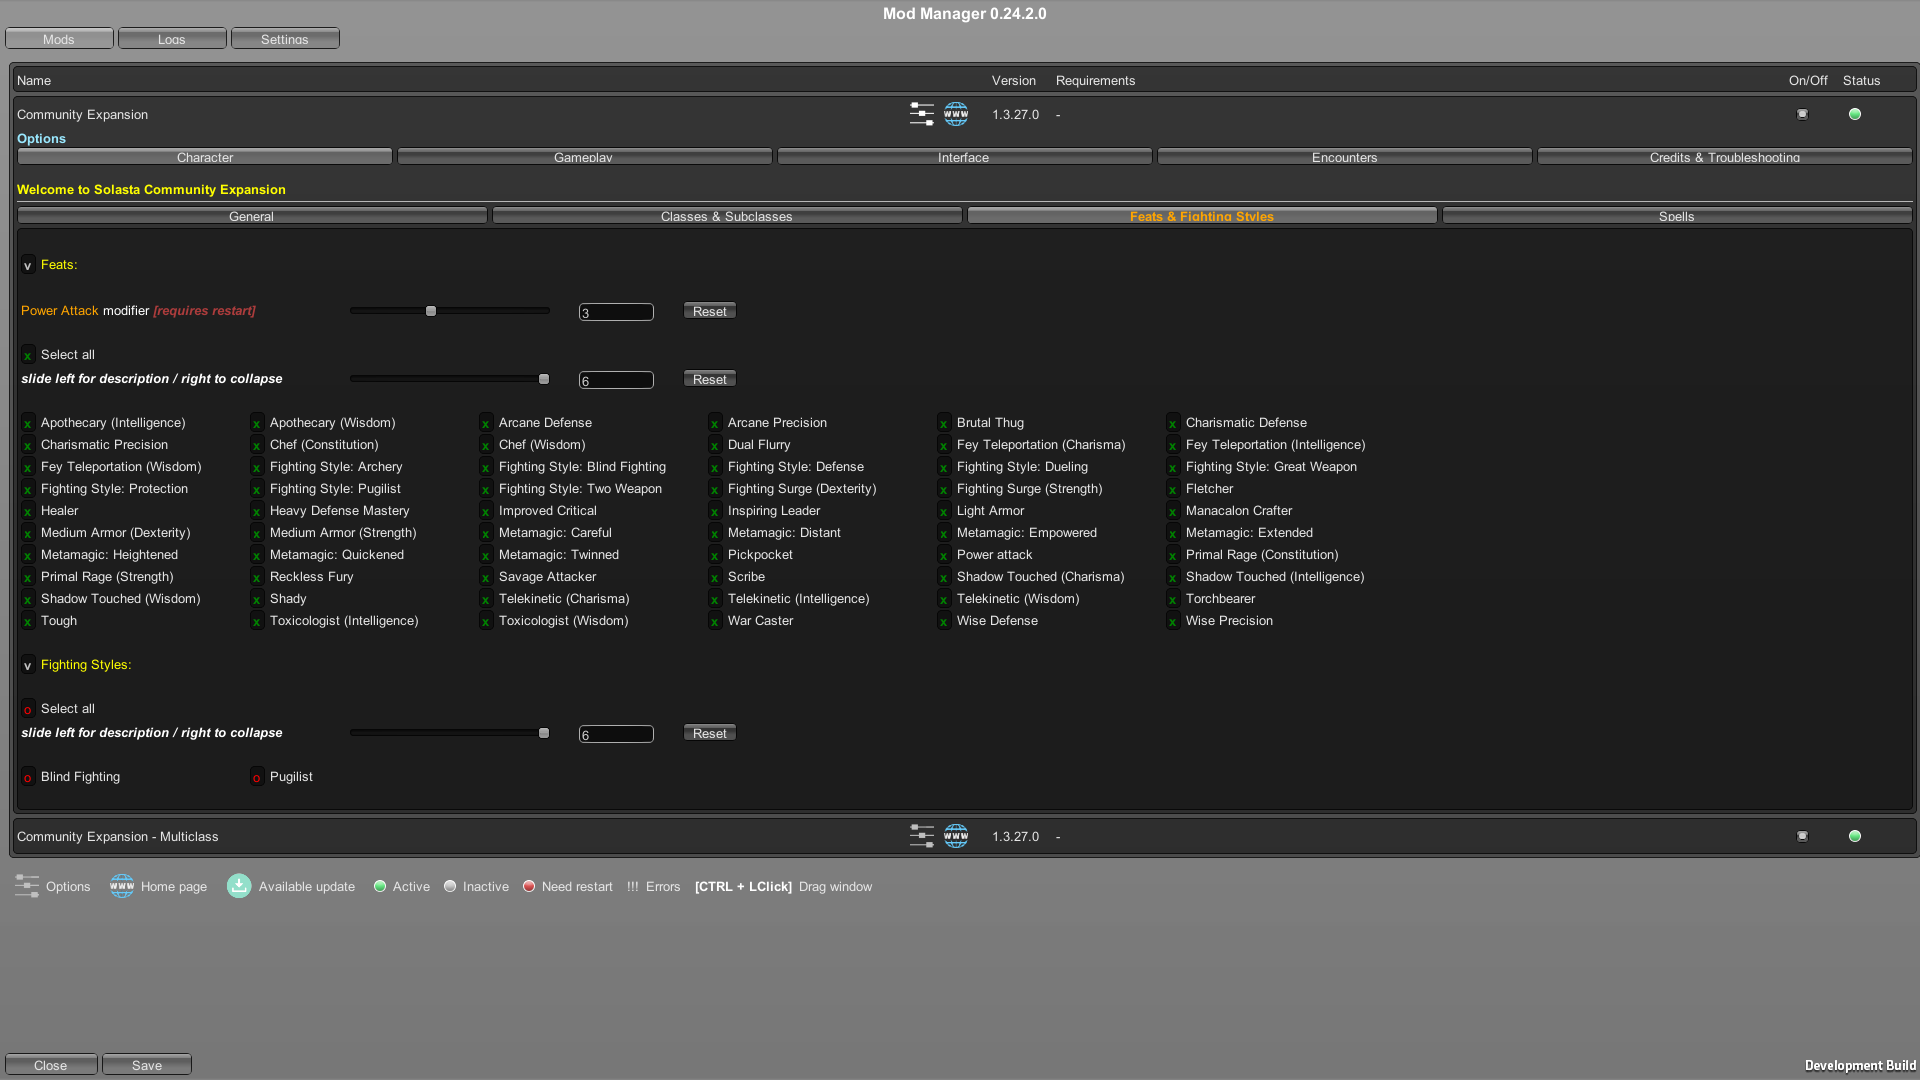 Mod Manager 0.24.2.0
Mods Logs Settings
Name Version Requirements On/Off Status
Community Expansion WWW 1.3.27.0 -
Options
Character Gameplay Interface Encounters Credits & Troubleshooting
Welcome to Solasta Community Expansion
General Classes & Subclasses Feats & Fighting Styles Spells
v Feats:
Power Attack modifier [requires restart] 3 Reset
x Select all
slide left for description / right to collapse 6 Reset
x Apothecary (Intelligence) x Apothecary (Wisdom) x Arcane Defense x Arcane Precision x Brutal Thug x Charismatic Defense
x Charismatic Precision x Chef (Constitution) x Chef (Wisdom) x Dual Flurry x Fey Teleportation (Charisma) x Fey Teleportation (Intelligence)
x Fey Teleportation (Wisdom) x Fighting Style: Archery x Fighting Style: Blind Fighting x Fighting Style: Defense x Fighting Style: Dueling x Fighting Style: Great Weapon
x Fighting Style: Protection x Fighting Style: Pugilist x Fighting Style: Two Weapon x Fighting Surge (Dexterity) x Fighting Surge (Strength) x Fletcher
x Healer x Heavy Defense Mastery x Improved Critical x Inspiring Leader x Light Armor x Manacalon Crafter
x Medium Armor (Dexterity) x Medium Armor (Strength) x Metamagic: Careful x Metamagic: Distant x Metamagic: Empowered x Metamagic: Extended
x Metamagic: Heightened x Metamagic: Quickened x Metamagic: Twinned x Pickpocket x Power attack x Primal Rage (Constitution)
x Primal Rage (Strength) x Reckless Fury x Savage Attacker x Scribe x Shadow Touched (Charisma) x Shadow Touched (Intelligence)
x Shadow Touched (Wisdom) x Shady x Telekinetic (Charisma) x Telekinetic (Intelligence) x Telekinetic (Wisdom) x Torchbearer
x Tough x Toxicologist (Intelligence) x Toxicologist (Wisdom) x War Caster x Wise Defense x Wise Precision
v Fighting Styles:
o Select all
slide left for description / right to collapse 6 Reset
o Blind Fighting o Pugilist
Community Expansion - Multiclass WWW 1.3.27.0 -
Options WWW Home page Available update Active Inactive Need restart !!! Errors [CTRL + LClick] Drag window
Close Save Development Build